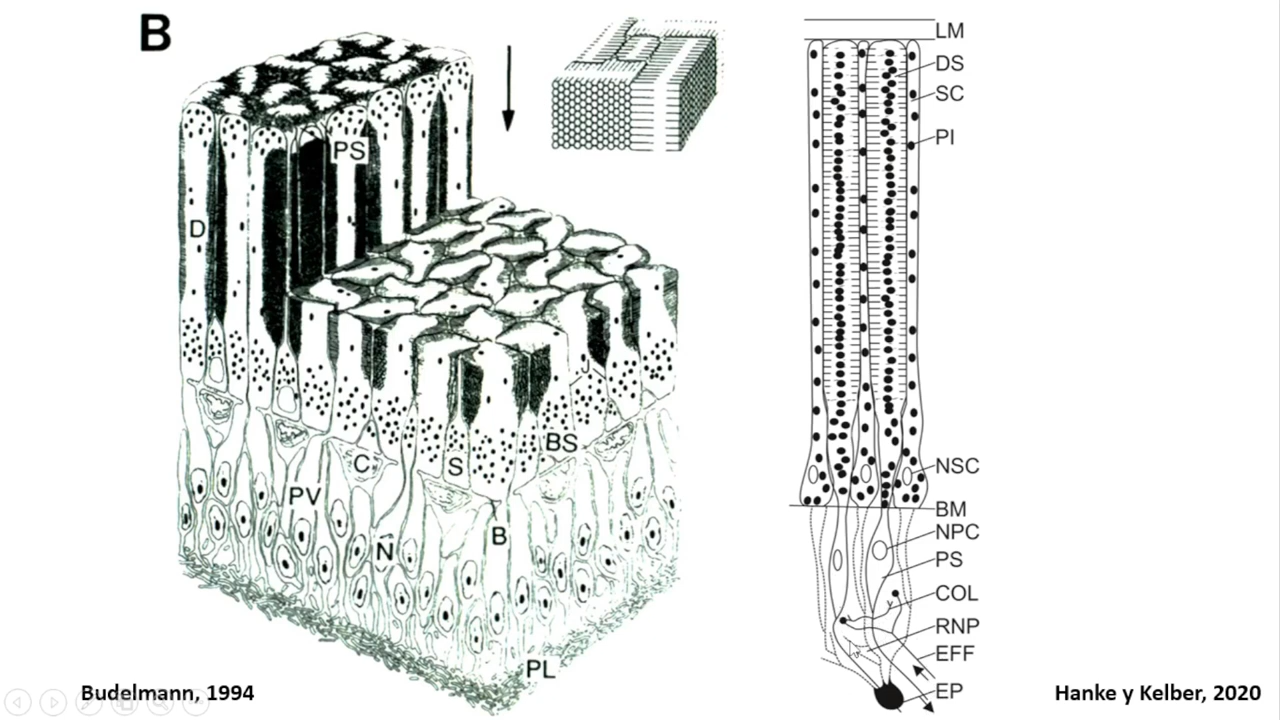 B
PS
D
J
BS
C
S
PV
B
N
PL
Budelmann, 1994
LM
DS
SC
PI
NSC
BM
NPC
PS
COL
RNP
EFF
EP
Hanke y Kelber, 2020